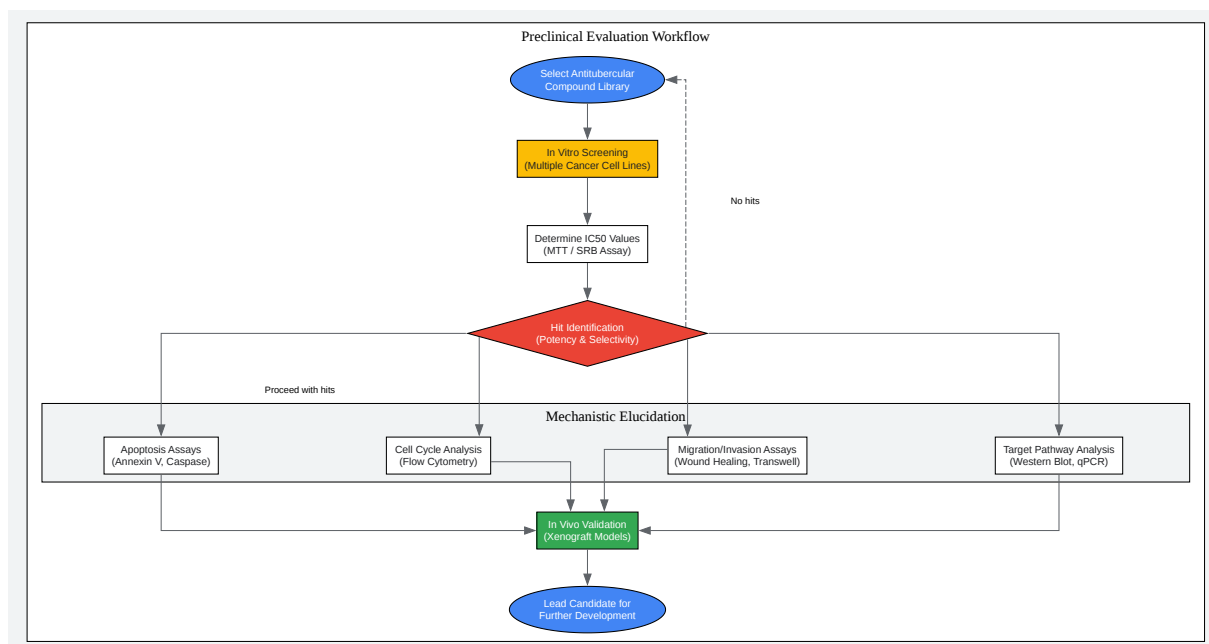 Preclinical Evaluation Workflow
Select Antitubercular
Compound Library
In Vitro Screening
(Multiple Cancer Cell Lines)
No hits
Determine IC50 Values
(MTT / SRB Assay)
Hit Identification
(Potency & Selectivity)
Proceed with hits
Mechanistic Elucidation
Apoptosis Assays
(Annexin V, Caspase)
Cell Cycle Analysis
(Flow Cytometry)
Migration/Invasion Assays
(Wound Healing, Transwell)
Target Pathway Analysis
(Western Blot, qPCR)
In Vivo Validation
(Xenograft Models)
Lead Candidate for
Further Development